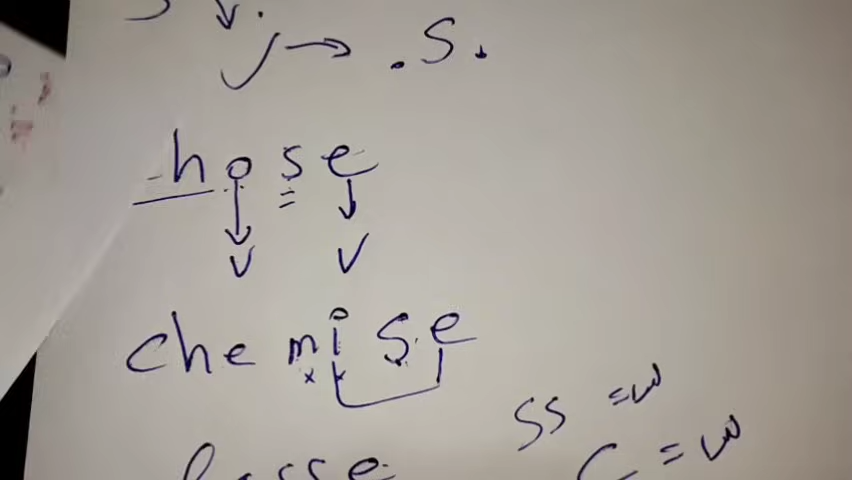 .s.
hose
v v
chemise
ss = س
c = س